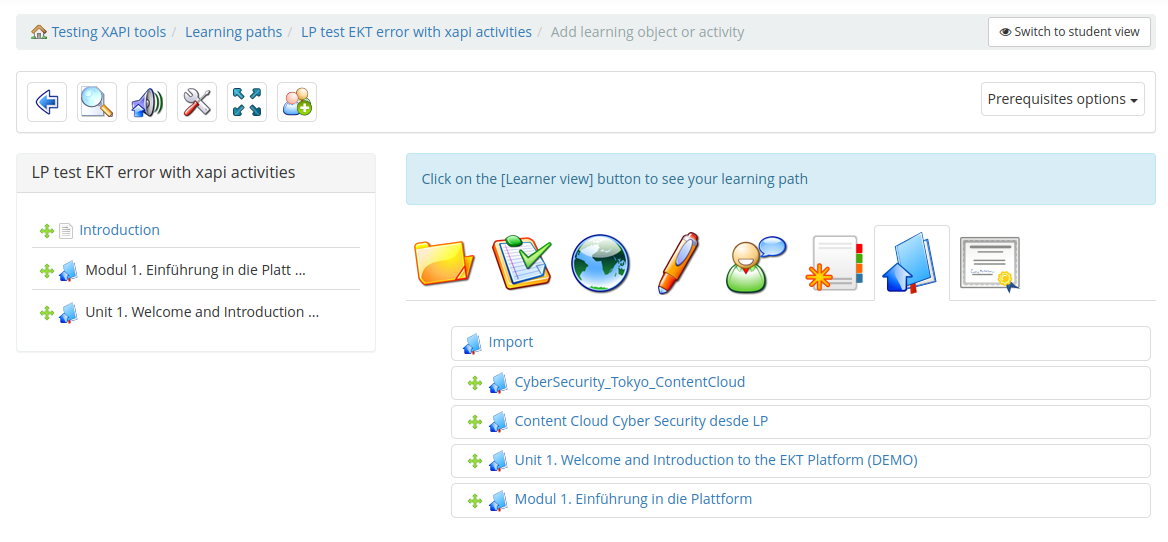 Testing XAPI tools / Learning paths / LP test EKT error with xapi activities / Add learning object or activity
Switch to student view
Prerequisites options
LP test EKT error with xapi activities
Introduction
Modul 1. Einführung in die Platt ...
Unit 1. Welcome and Introduction ...
Click on the [Learner view] button to see your learning path
Import
CyberSecurity_Tokyo_ContentCloud
Content Cloud Cyber Security desde LP
Unit 1. Welcome and Introduction to the EKT Platform (DEMO)
Modul 1. Einführung in die Plattform